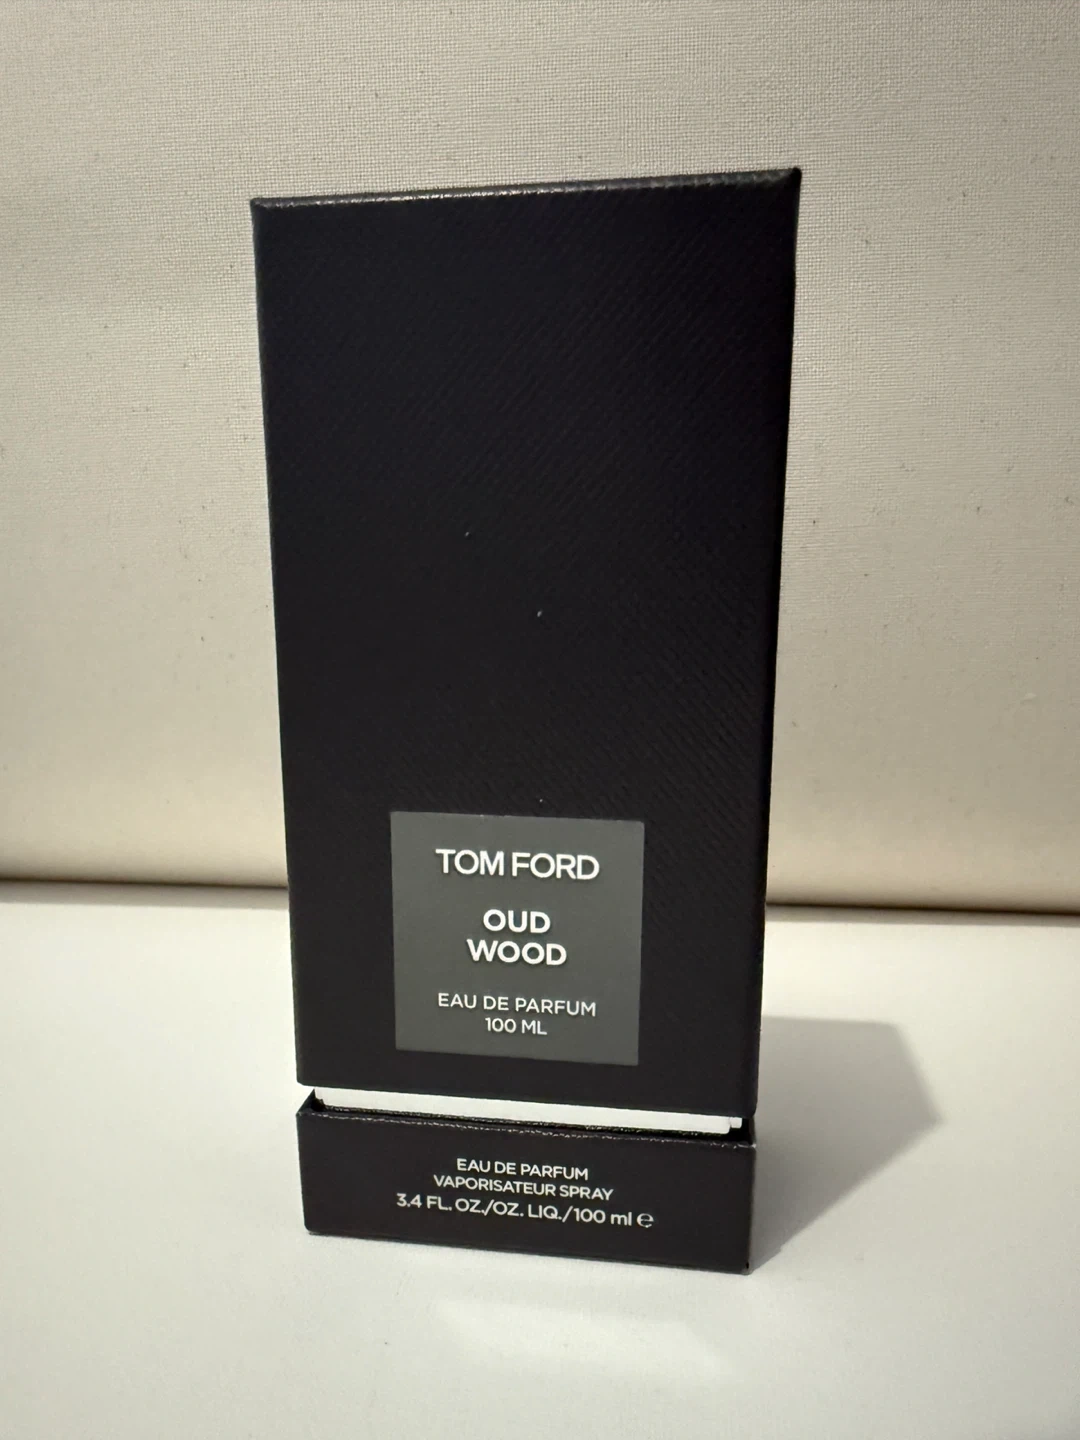 TOM FORD
OUD
WOOD
EAU DE PARFUM
100 ML
EAU DE PARFUM
VAPORISATEUR SPRAY
3.4 FL. OZ./OZ. LIQ./100 ml ℮